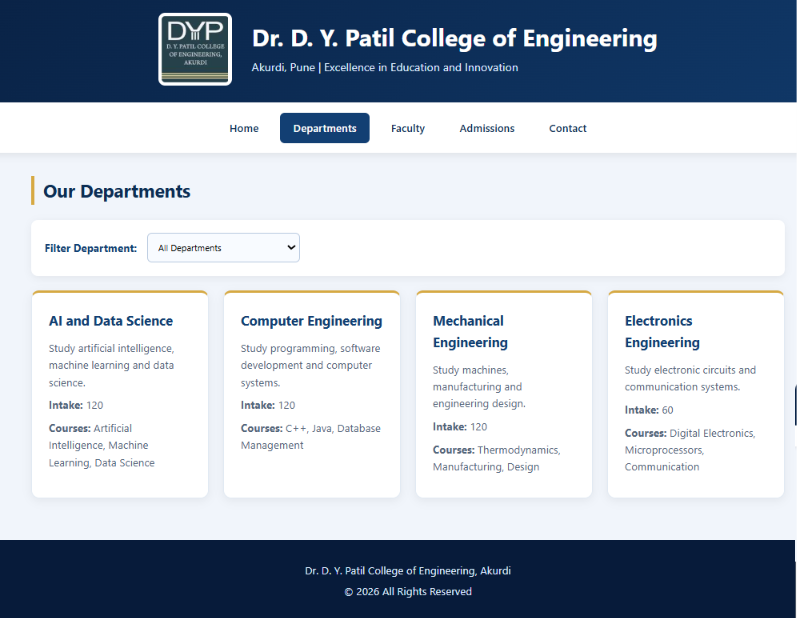 DYP
D. Y. PATIL COLLEGE
OF ENGINEERING,
AKURDI
Dr. D. Y. Patil College of Engineering
Akurdi, Pune | Excellence in Education and Innovation
Home
Departments
Faculty
Admissions
Contact
Our Departments
Filter Department:
All Departments
AI and Data Science
Study artificial intelligence,
machine learning and data
science.
Intake: 120
Courses: Artificial
Intelligence, Machine
Learning, Data Science
Computer Engineering
Study programming, software
development and computer
systems.
Intake: 120
Courses: C++, Java, Database
Management
Mechanical
Engineering
Study machines,
manufacturing and
engineering design.
Intake: 120
Courses: Thermodynamics,
Manufacturing, Design
Electronics
Engineering
Study electronic circuits and
communication systems.
Intake: 60
Courses: Digital Electronics,
Microprocessors,
Communication
Dr. D. Y. Patil College of Engineering, Akurdi
© 2026 All Rights Reserved